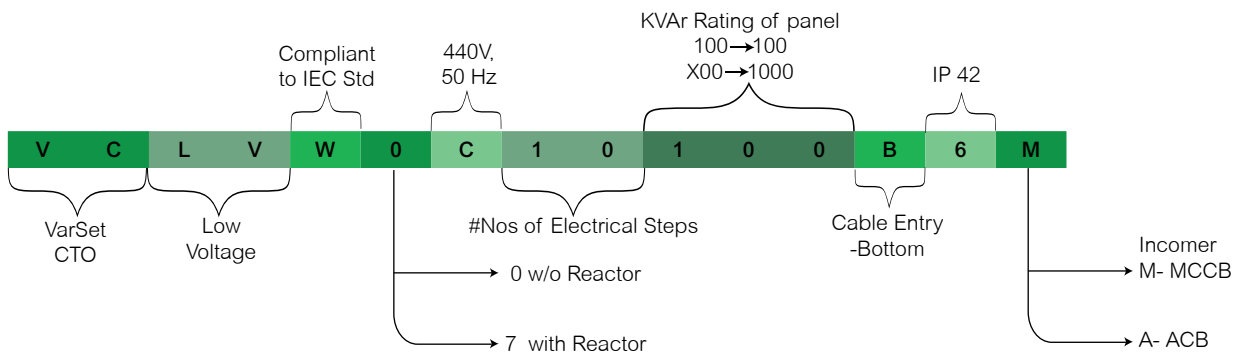 KVAr Rating of panel
100→100
X00→1000
Compliant
to IEC Std
440V,
50 Hz
IP 42
V C L V W 0 C 1 0 1 0 0 B 6 M
VarSet
CTO
Low
Voltage
#Nos of Electrical Steps
Cable Entry
-Bottom
0 w/o Reactor
7 with Reactor
Incomer
M- MCCB
A- ACB